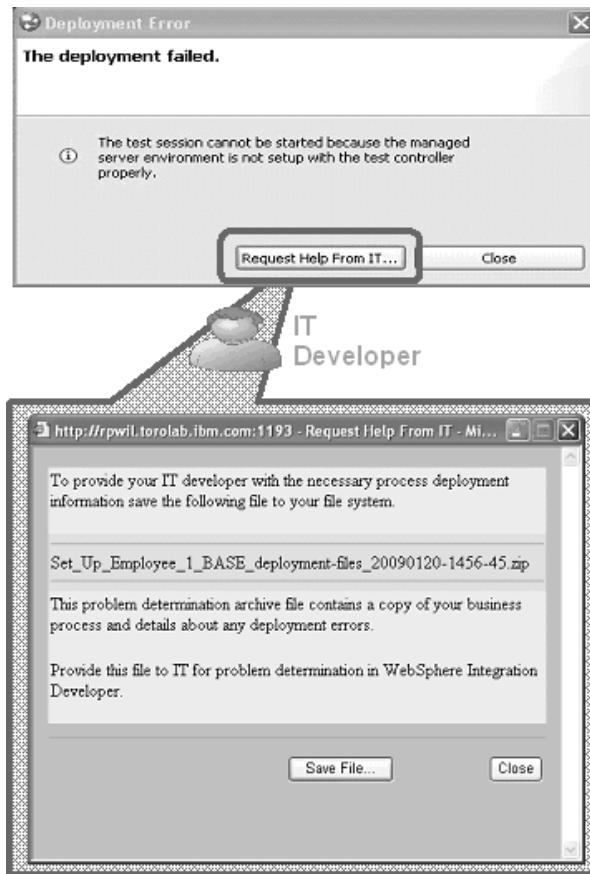 Deployment Error
The deployment failed.
The test session cannot be started because the managed
server environment is not setup with the test controller
properly.
Request Help From IT...
Close
IT
Developer
http://rpwil.torolab.ibm.com:1193 - Request Help From IT - Mi...
To provide your IT developer with the necessary process deployment
information save the following file to your file system.
Set_Up_Employee_1_BASE_deployment-files_20090120-1456-45.zip
This problem determination archive file contains a copy of your business
process and details about any deployment errors.
Provide this file to IT for problem determination in WebSphere Integration
Developer.
Save File...
Close